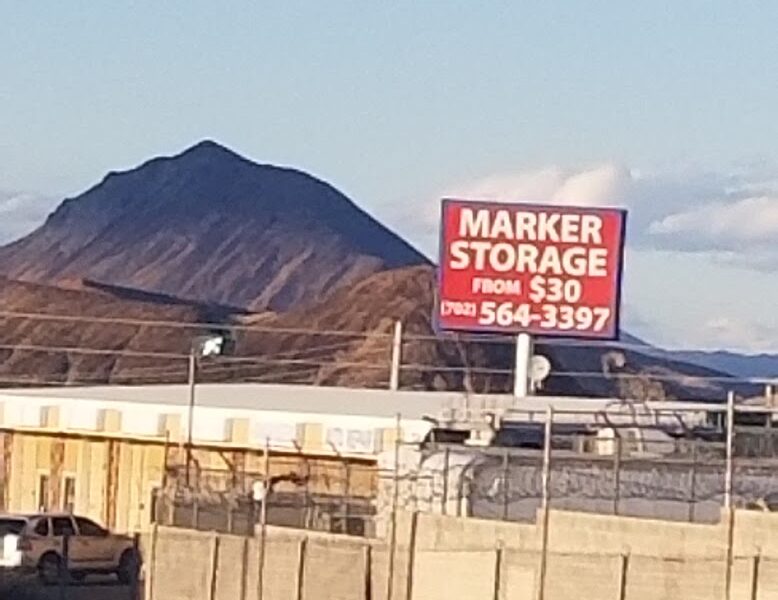 MARKER
STORAGE
FROM $30
(702) 564-3397